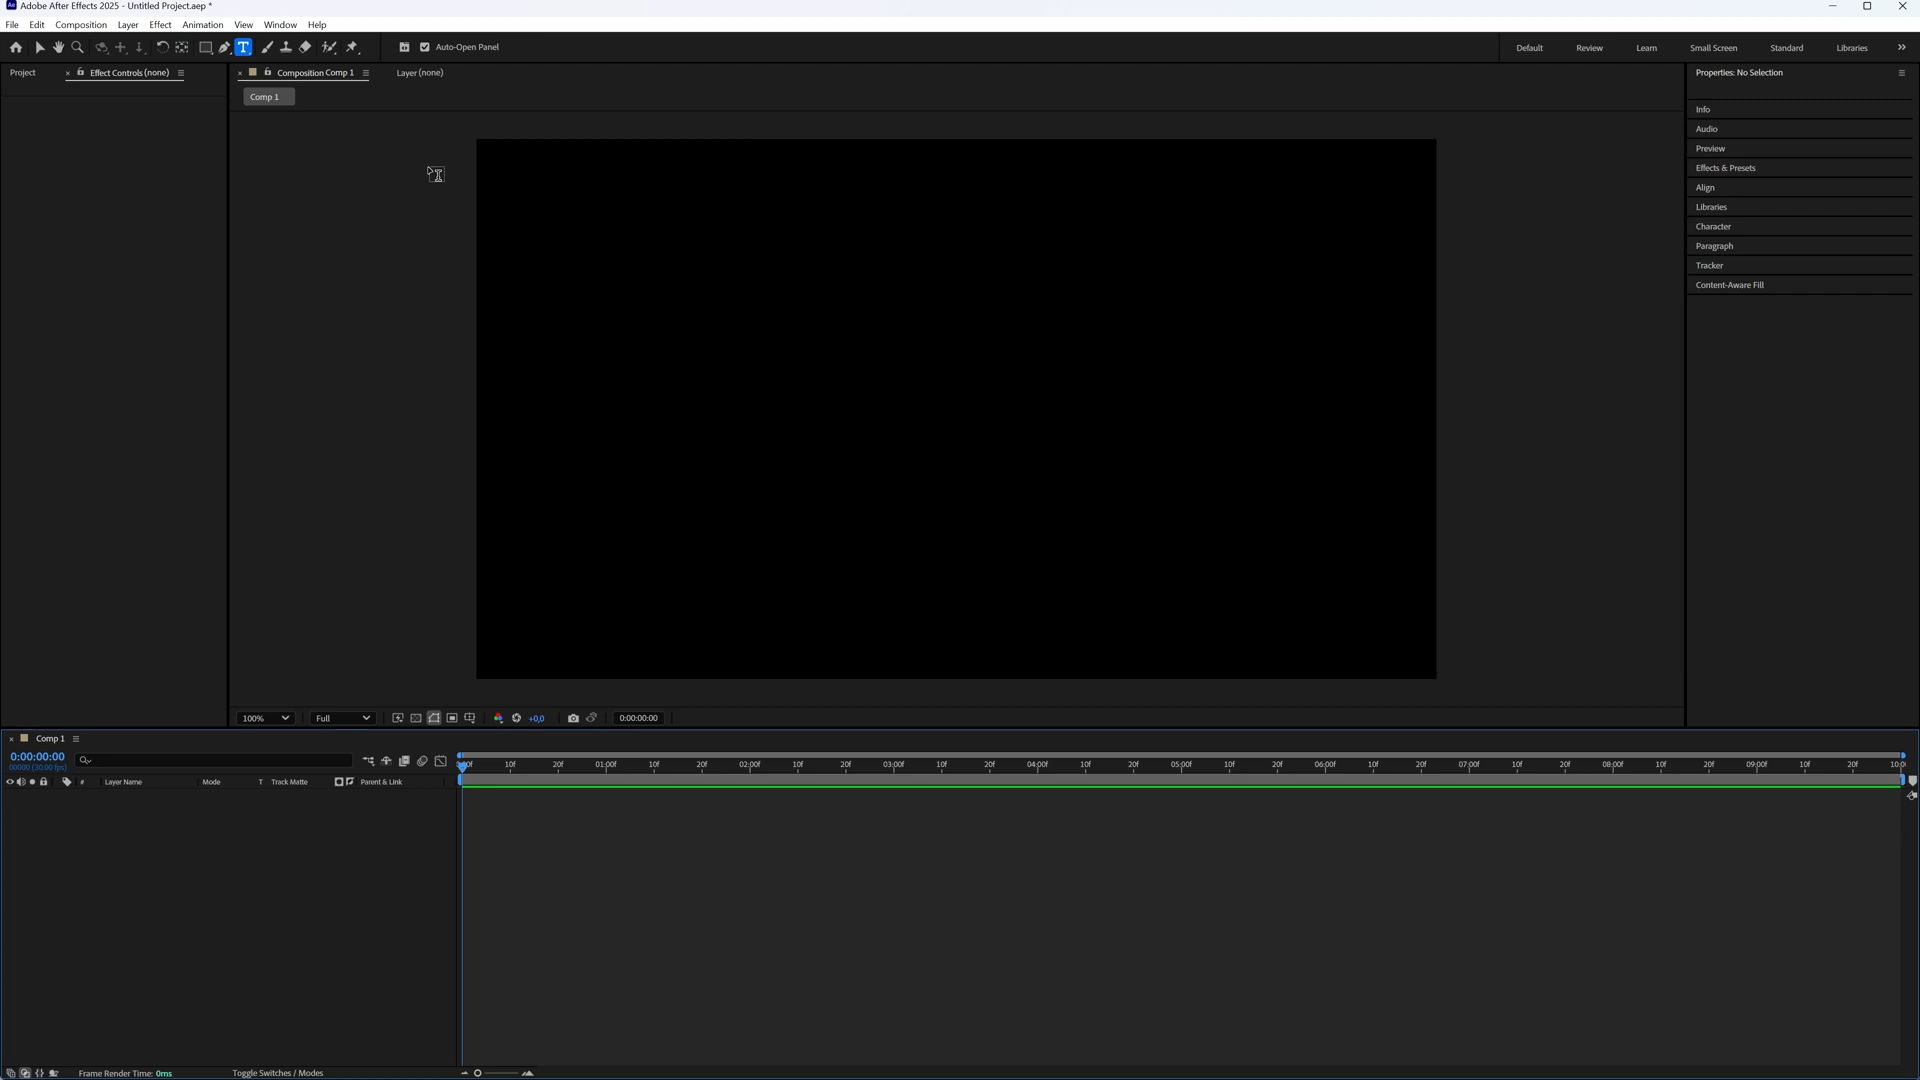 Adobe After Effects 2025 - Untitled Project.aep *
File Edit Composition Layer Effect Animation View Window Help
Auto-Open Panel
Default Review Learn Small Screen Standard Libraries
Project Effect Controls (none) Composition Comp 1 Layer (none) Properties: No Selection
Comp 1
Info
Audio
Preview
Effects & Presets
Align
Libraries
Character
Paragraph
Tracker
Content-Aware Fill
100% Full +0,0 0:00:00:00
Comp 1
0:00:00:00
00000 (30.00 fps)
10f 20f 01:00f 10f 20f 02:00f 10f 20f 03:00f 10f 20f 04:00f 10f 20f 05:00f 10f 20f 06:00f 10f 20f 07:00f 10f 20f 08:00f 10f 20f 09:00f 10f 20f
# Layer Name Mode T Track Matte Parent & Link
Frame Render Time: 0ms Toggle Switches / Modes